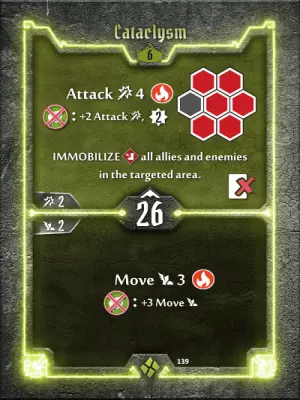 Cataclysm
6
Attack 4
: +2 Attack , 2
IMMOBILIZE all allies and enemies
in the targeted area.
2
2
26
Move 3
: +3 Move
139